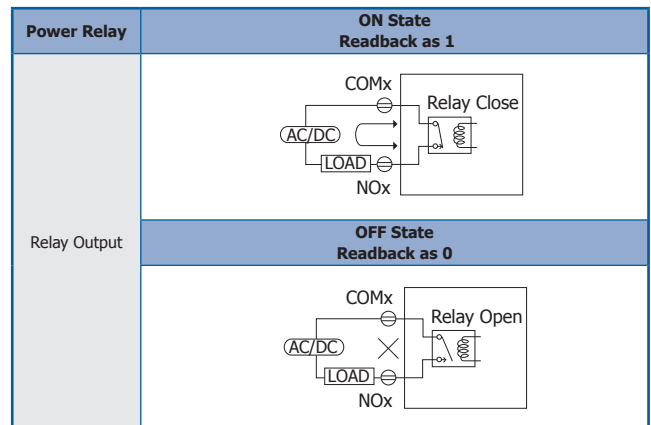 Power Relay
ON State
Readback as 1
Relay Output
COMx
Relay Close
AC/DC
LOAD
NOx
OFF State
Readback as 0
COMx
Relay Open
AC/DC
LOAD
NOx